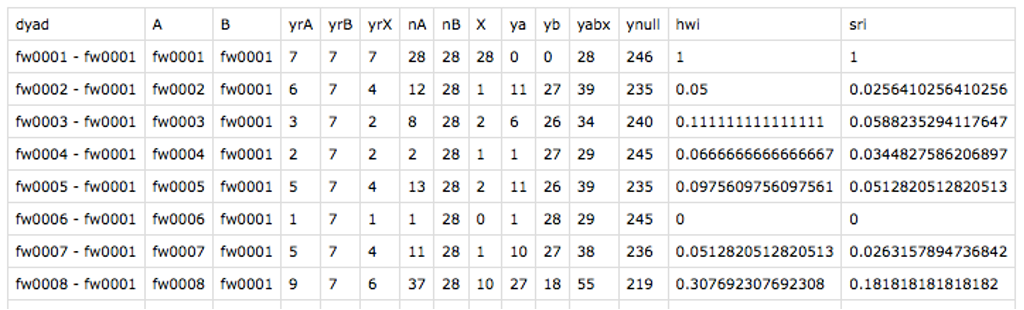 dyad A B yrA yrB yrX nA nB X ya yb yabx ynull hwi sri
fw0001 - fw0001 fw0001 fw0001 7 7 7 28 28 28 0 0 28 246 1 1
fw0002 - fw0001 fw0002 fw0001 6 7 4 12 28 1 11 27 39 235 0.05 0.0256410256410256
fw0003 - fw0001 fw0003 fw0001 3 7 2 8 28 2 6 26 34 240 0.111111111111111 0.0588235294117647
fw0004 - fw0001 fw0004 fw0001 2 7 2 2 28 1 1 27 29 245 0.0666666666666667 0.0344827586206897
fw0005 - fw0001 fw0005 fw0001 5 7 4 13 28 2 11 26 39 235 0.0975609756097561 0.0512820512820513
fw0006 - fw0001 fw0006 fw0001 1 7 1 1 28 0 1 28 29 245 0 0
fw0007 - fw0001 fw0007 fw0001 5 7 4 11 28 1 10 27 38 236 0.0512820512820513 0.0263157894736842
fw0008 - fw0001 fw0008 fw0001 9 7 6 37 28 10 27 18 55 219 0.307692307692308 0.181818181818182